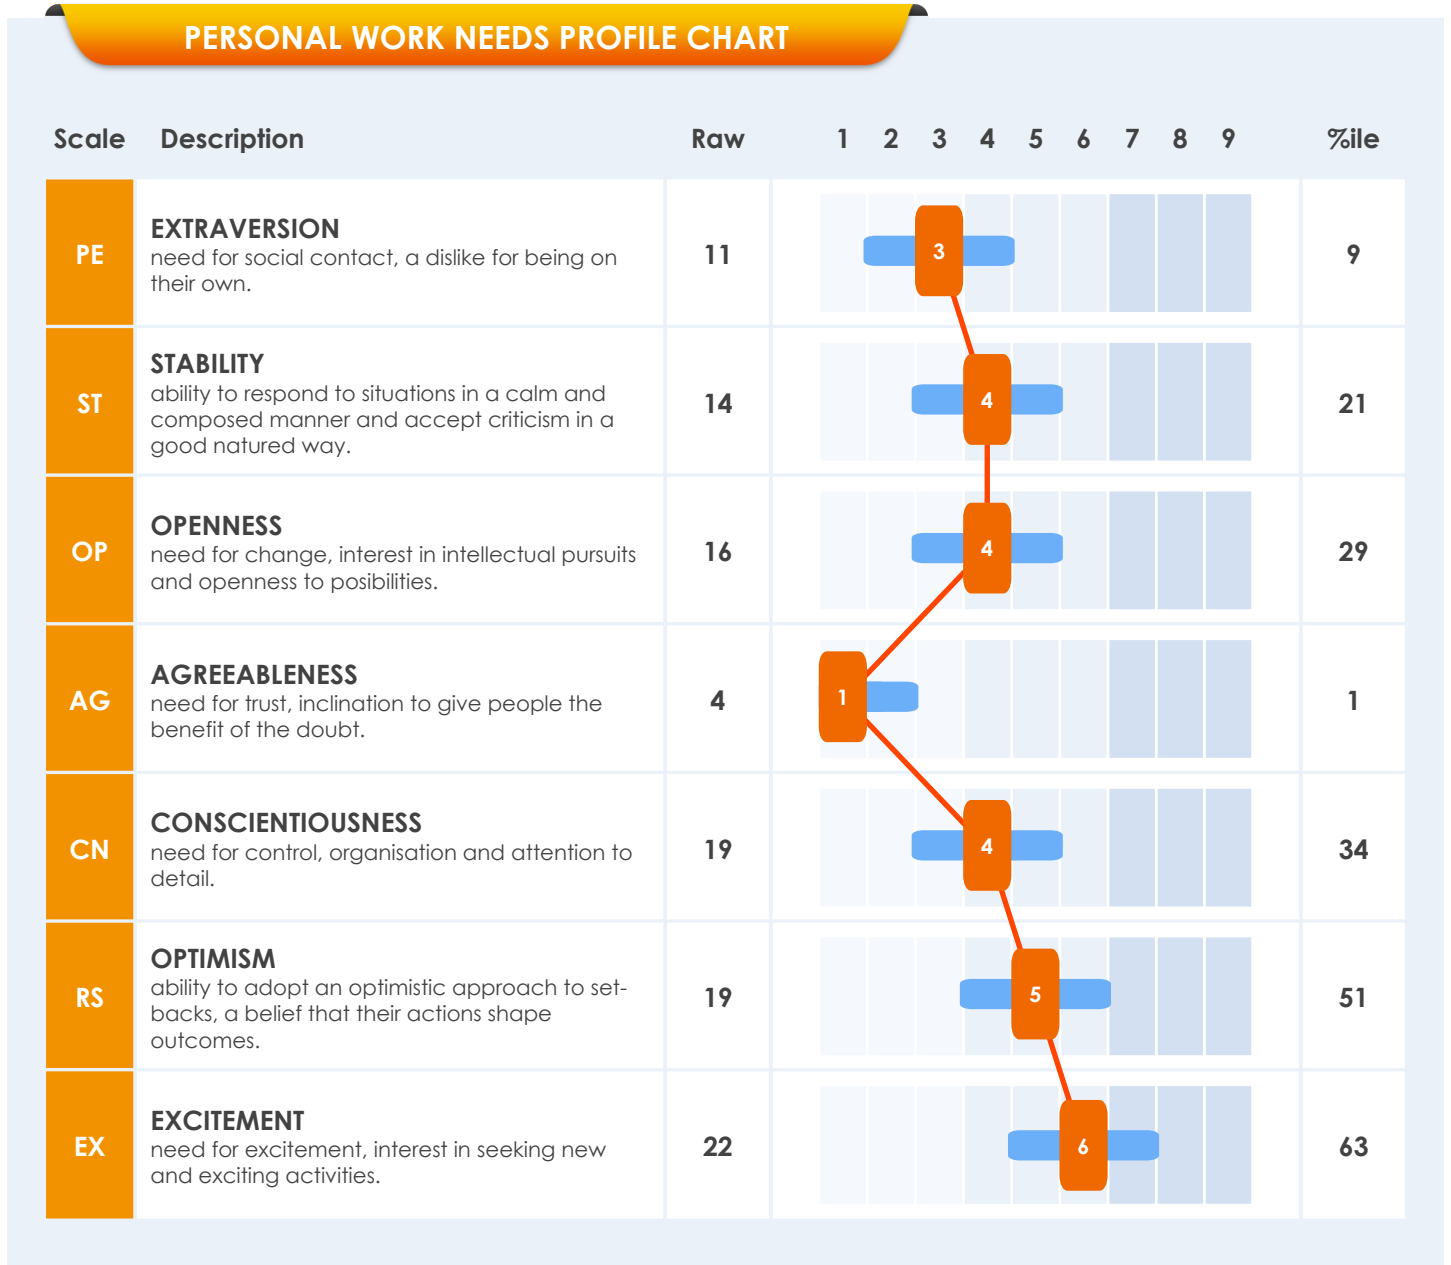 PERSONAL WORK NEEDS PROFILE CHART
Scale Description Raw 1 2 3 4 5 6 7 8 9 %ile
PE
EXTRAVERSION
need for social contact, a dislike for being on
their own.
11
3
9
ST
STABILITY
ability to respond to situations in a calm and
composed manner and accept criticism in a
good natured way.
14
4
21
OP
OPENNESS
need for change, interest in intellectual pursuits
and openness to posibilities.
16
4
29
AG
AGREEABLENESS
need for trust, inclination to give people the
benefit of the doubt.
4
1
1
CN
CONSCIENTIOUSNESS
need for control, organisation and attention to
detail.
19
4
34
RS
OPTIMISM
ability to adopt an optimistic approach to set-
backs, a belief that their actions shape
outcomes.
19
5
51
EX
EXCITEMENT
need for excitement, interest in seeking new
and exciting activities.
22
6
63